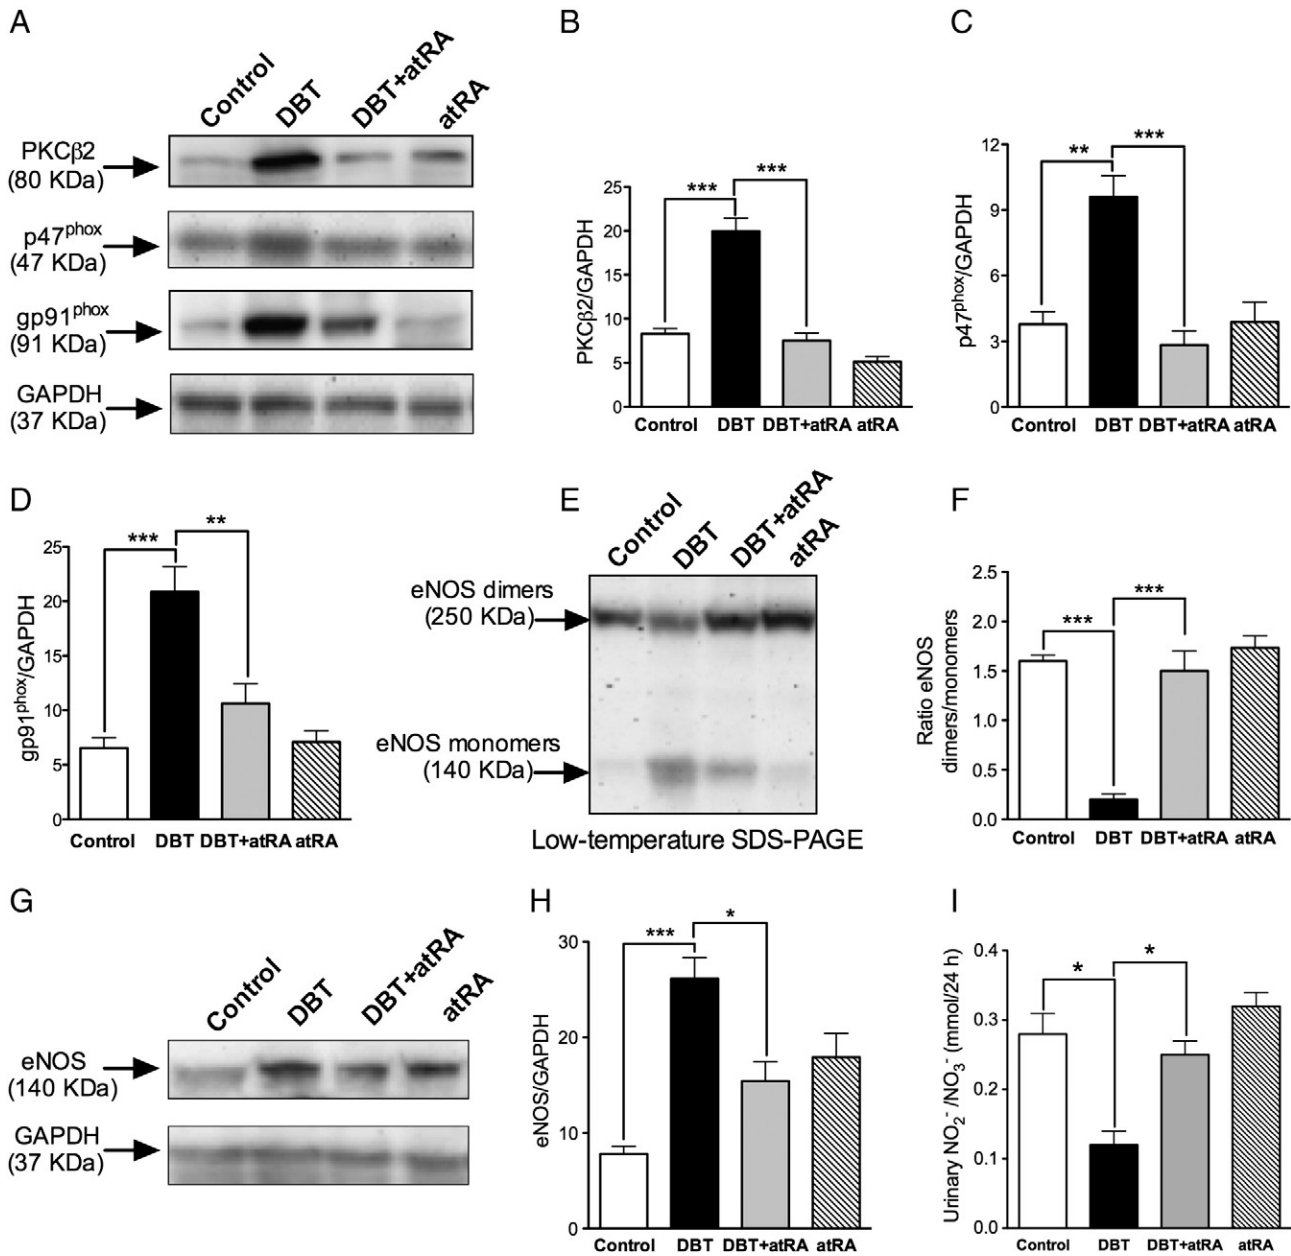 A
Control
DBT
DBT+atRA
atRA
PKCβ2
(80 KDa)
p47phox
(47 KDa)
gp91phox
(91 KDa)
GAPDH
(37 KDa)
B
PKCβ2/GAPDH
25
20
15
10
5
0
***
***
Control DBT DBT+atRA atRA
C
p47phox/GAPDH
12
9
6
3
0
**
***
Control DBT DBT+atRA atRA
D
gp91phox/GAPDH
25
20
15
10
5
0
***
**
Control DBT DBT+atRA atRA
E
Control
DBT
DBT+atRA
atRA
eNOS dimers
(250 KDa)
eNOS monomers
(140 KDa)
Low-temperature SDS-PAGE
F
Ratio eNOS
dimers/monomers
2.5
2.0
1.5
1.0
0.5
0.0
***
***
Control DBT DBT+atRA atRA
G
Control
DBT
DBT+atRA
atRA
eNOS
(140 KDa)
GAPDH
(37 KDa)
H
eNOS/GAPDH
30
20
10
0
***
*
Control DBT DBT+atRA atRA
I
Urinary NO2-/NO3- (mmol/24 h)
0.4
0.3
0.2
0.1
0.0
*
*
Control DBT DBT+atRA atRA